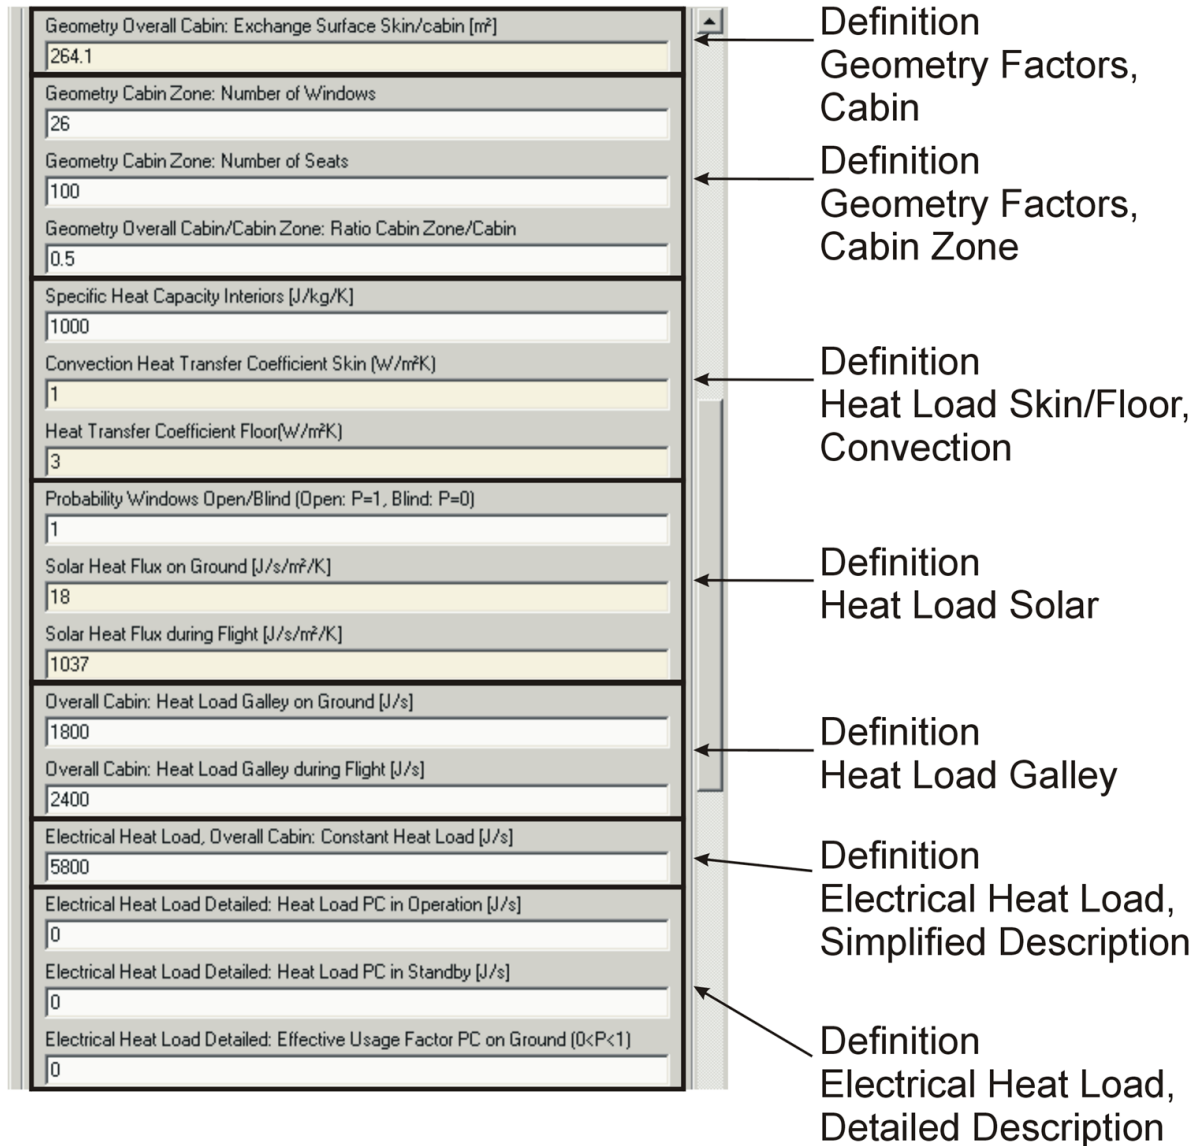 Geometry Overall Cabin: Exchange Surface Skin/cabin [m²]
264.1
Geometry Cabin Zone: Number of Windows
26
Geometry Cabin Zone: Number of Seats
100
Geometry Overall Cabin/Cabin Zone: Ratio Cabin Zone/Cabin
0.5
Specific Heat Capacity Interiors [J/kg/K]
1000
Convection Heat Transfer Coefficient Skin (W/m²K)
1
Heat Transfer Coefficient Floor(W/m²K)
3
Probability Windows Open/Blind (Open: P=1, Blind: P=0)
1
Solar Heat Flux on Ground [J/s/m²/K]
18
Solar Heat Flux during Flight [J/s/m²/K]
1037
Overall Cabin: Heat Load Galley on Ground [J/s]
1800
Overall Cabin: Heat Load Galley during Flight [J/s]
2400
Electrical Heat Load, Overall Cabin: Constant Heat Load [J/s]
5800
Electrical Heat Load Detailed: Heat Load PC in Operation [J/s]
0
Electrical Heat Load Detailed: Heat Load PC in Standby [J/s]
0
Electrical Heat Load Detailed: Effective Usage Factor PC on Ground (0<P<1)
0
Definition
Geometry Factors,
Cabin
Definition
Geometry Factors,
Cabin Zone
Definition
Heat Load Skin/Floor,
Convection
Definition
Heat Load Solar
Definition
Heat Load Galley
Definition
Electrical Heat Load,
Simplified Description
Definition
Electrical Heat Load,
Detailed Description